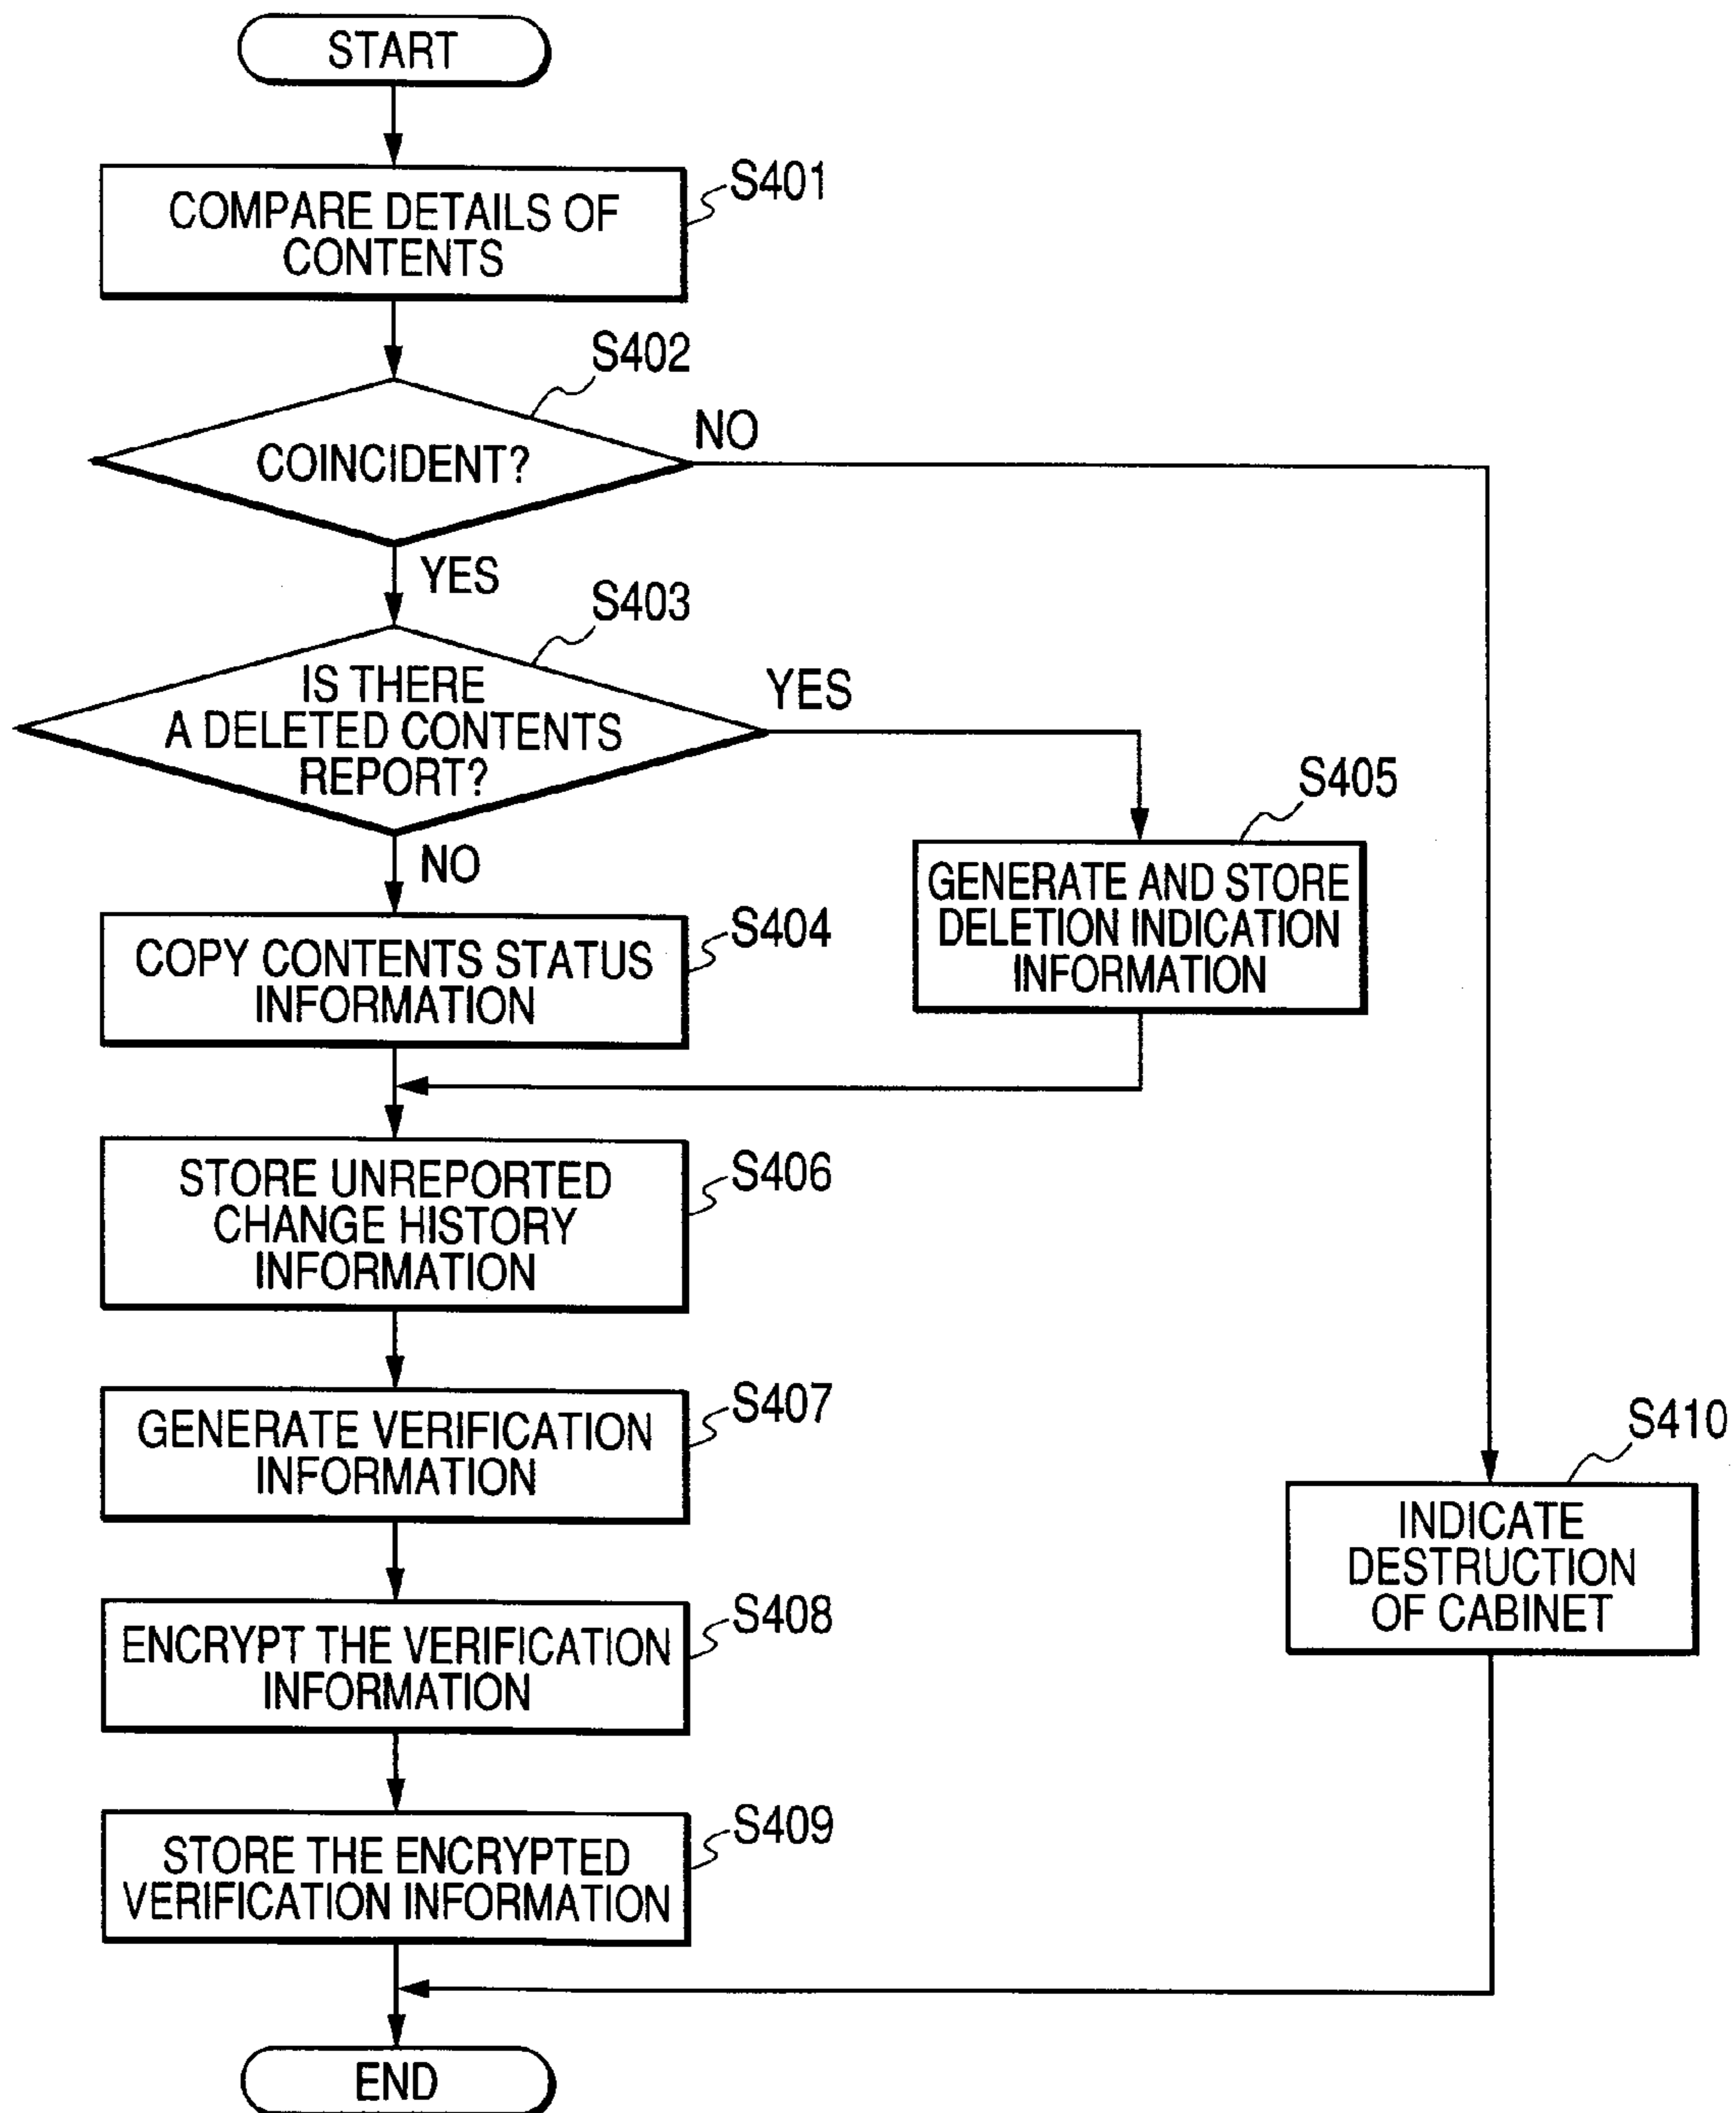 START
COMPARE DETAILS OF
CONTENTS
S401
S402
COINCIDENT?
NO
YES
S403
IS THERE
A DELETED CONTENTS
REPORT?
YES
NO
S405
GENERATE AND STORE
DELETION INDICATION
INFORMATION
S404
COPY CONTENTS STATUS
INFORMATION
S406
STORE UNREPORTED
CHANGE HISTORY
INFORMATION
S407
GENERATE VERIFICATION
INFORMATION
S410
INDICATE
DESTRUCTION
OF CABINET
S408
ENCRYPT THE VERIFICATION
INFORMATION
S409
STORE THE ENCRYPTED
VERIFICATION INFORMATION
END